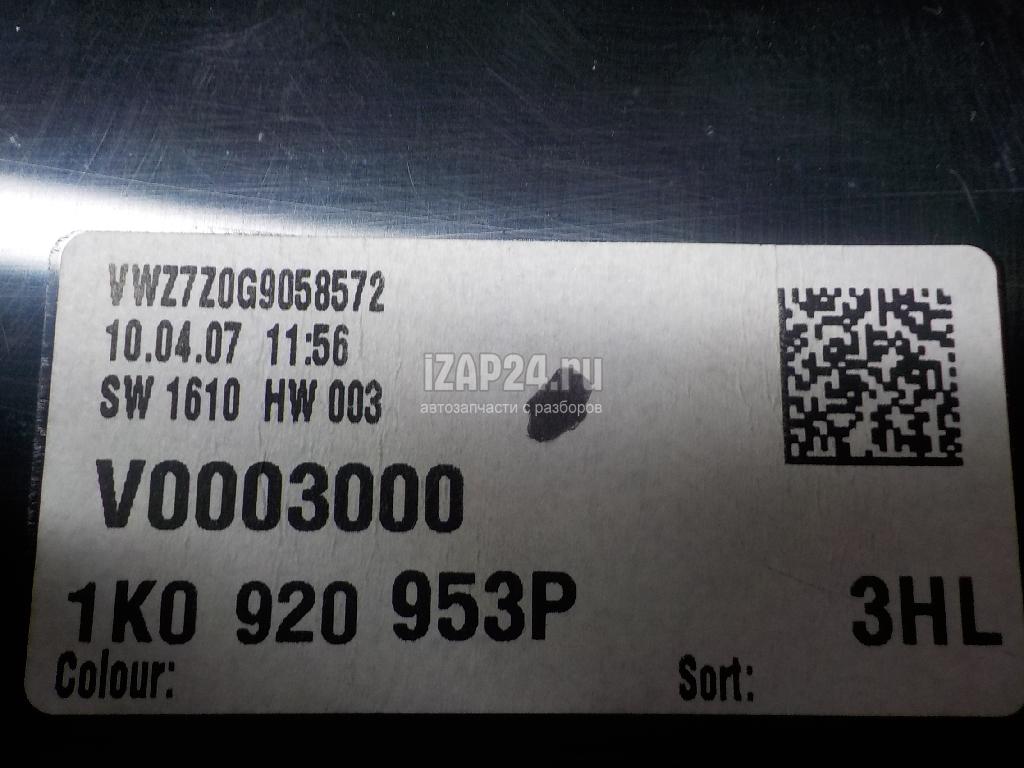 VWZ7Z0G9058572
10.04.07 11:56
SW 1610 HW 003
iZAP24.ru
автозапчасти с разборов
V0003000
1K0 920 953P 3HL
Colour: Sort: